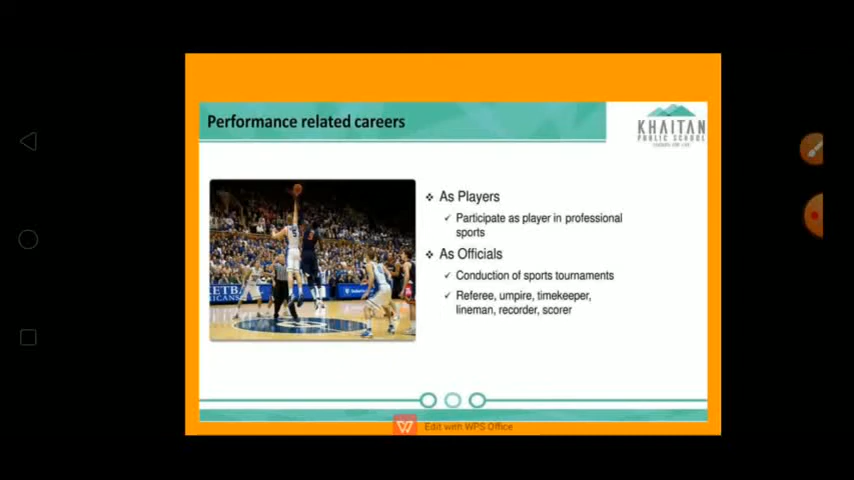 Performance related careers
KHAITAN
PUBLIC SCHOOL
As Players
Participate as player in professional
sports
As Officials
Conduction of sports tournaments
Referee, umpire, timekeeper,
lineman, recorder, scorer
Edit with WPS Office